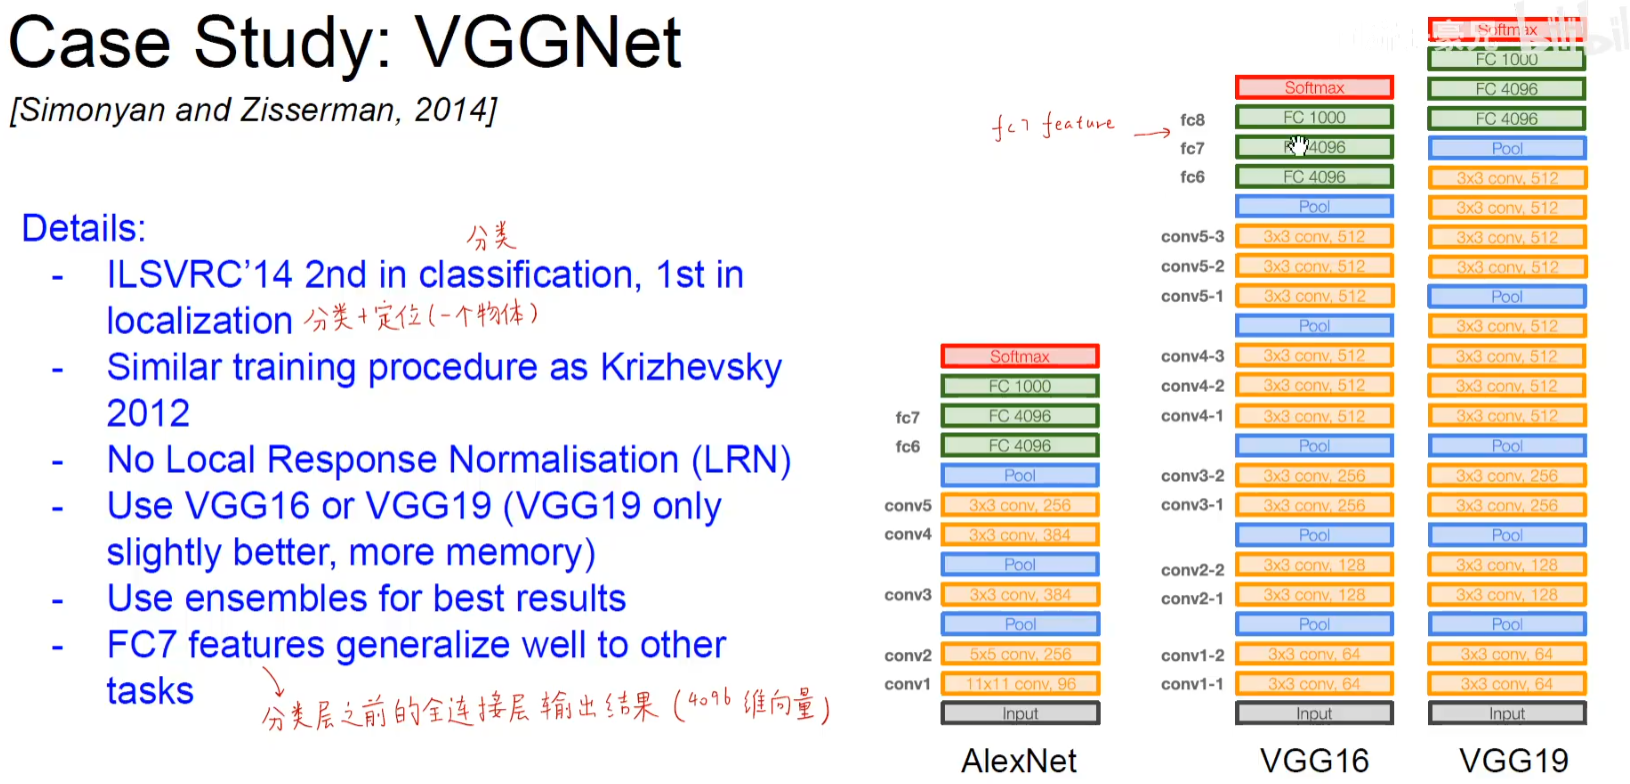 Case Study: VGGNet
[Simonyan and Zisserman, 2014]
Details:
分类
- ILSVRC’14 2nd in classification, 1st in
localization 分类+定位(一个物体)
- Similar training procedure as Krizhevsky
2012
- No Local Response Normalisation (LRN)
- Use VGG16 or VGG19 (VGG19 only
slightly better, more memory)
- Use ensembles for best results
- FC7 features generalize well to other
tasks
分类层之前的全连接层输出结果(4096维向量)
Softmax
FC 1000
fc7 FC 4096
fc6 FC 4096
Pool
conv5 3x3 conv, 256
conv4 3x3 conv, 384
Pool
conv3 3x3 conv, 384
Pool
conv2 5x5 conv, 256
conv1 11x11 conv, 96
Input
AlexNet
fc7 feature
Softmax
fc8 FC 1000
fc7 4096
fc6 FC 4096
Pool
conv5-3 3x3 conv, 512
conv5-2 3x3 conv, 512
conv5-1 3x3 conv, 512
Pool
conv4-3 3x3 conv, 512
conv4-2 3x3 conv, 512
conv4-1 3x3 conv, 512
Pool
conv3-2 3x3 conv, 256
conv3-1 3x3 conv, 256
Pool
conv2-2 3x3 conv, 128
conv2-1 3x3 conv, 128
Pool
conv1-2 3x3 conv, 64
conv1-1 3x3 conv, 64
Input
VGG16
Softmax
FC 1000
FC 4096
FC 4096
Pool
3x3 conv, 512
3x3 conv, 512
3x3 conv, 512
3x3 conv, 512
Pool
3x3 conv, 512
3x3 conv, 512
3x3 conv, 512
3x3 conv, 512
Pool
3x3 conv, 256
3x3 conv, 256
Pool
3x3 conv, 128
3x3 conv, 128
Pool
3x3 conv, 64
3x3 conv, 64
Input
VGG19